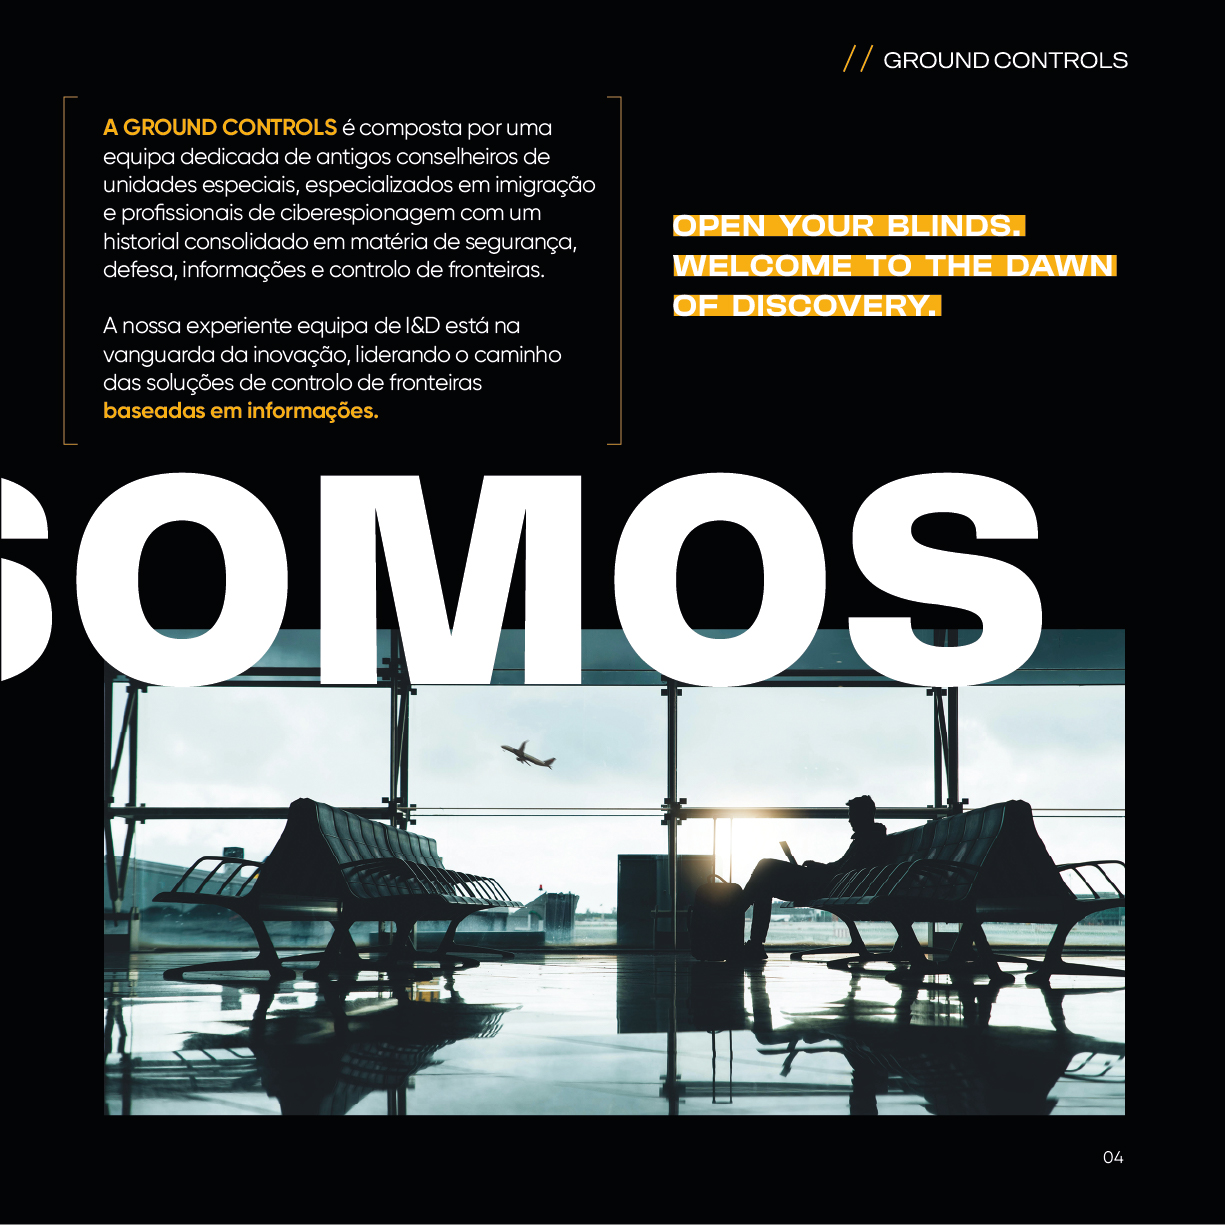 // GROUND CONTROLS
A GROUND CONTROLS é composta por uma
equipa dedicada de antigos conselheiros de
unidades especiais, especializados em imigração
e profissionais de ciberespionagem com um
historial consolidado em matéria de segurança,
defesa, informações e controlo de fronteiras.
A nossa experiente equipa de I&D está na
vanguarda da inovação, liderando o caminho
das soluções de controlo de fronteiras
baseadas em informações.
OPEN YOUR BLINDS.
WELCOME TO THE DAWN
OF DISCOVERY.
SOMOS
04